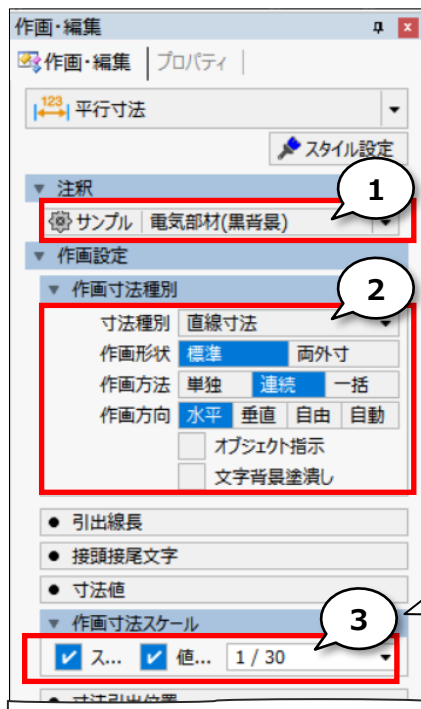 作画・編集
作画・編集 プロパティ
123 平行寸法
スタイル設定
注釈
1
サンプル 電気部材(黒背景)
作画設定
作画寸法種別
2
寸法種別 直線寸法
作画形状 標準 両外寸
作画方法 単独 連続 一括
作画方向 水平 垂直 自由 自動
オブジェクト指示
文字背景塗潰し
引出線長
接頭接尾文字
寸法値
作画寸法スケール
3
ス... 値... 1 / 30
寸法引出位置